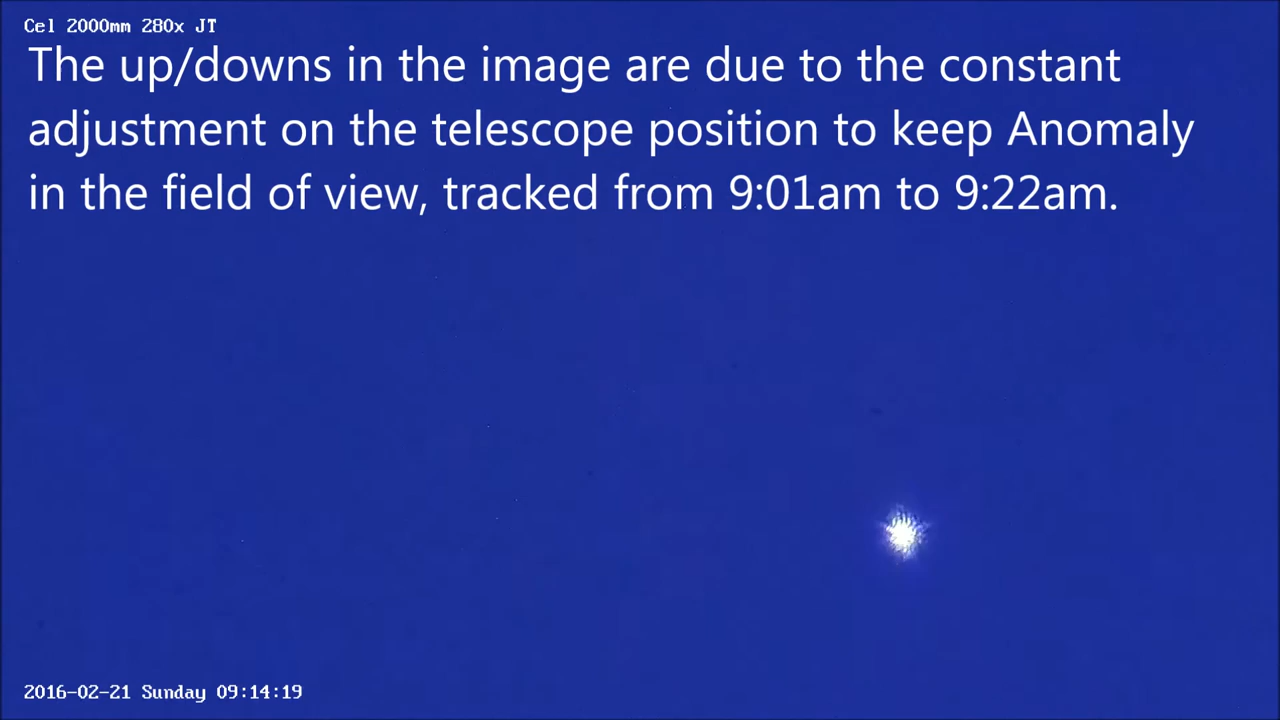 Cel 2000mm 280x JT
The up/downs in the image are due to the constant
adjustment on the telescope position to keep Anomaly
in the field of view, tracked from 9:01am to 9:22am.
2016-02-21 Sunday 09:14:19